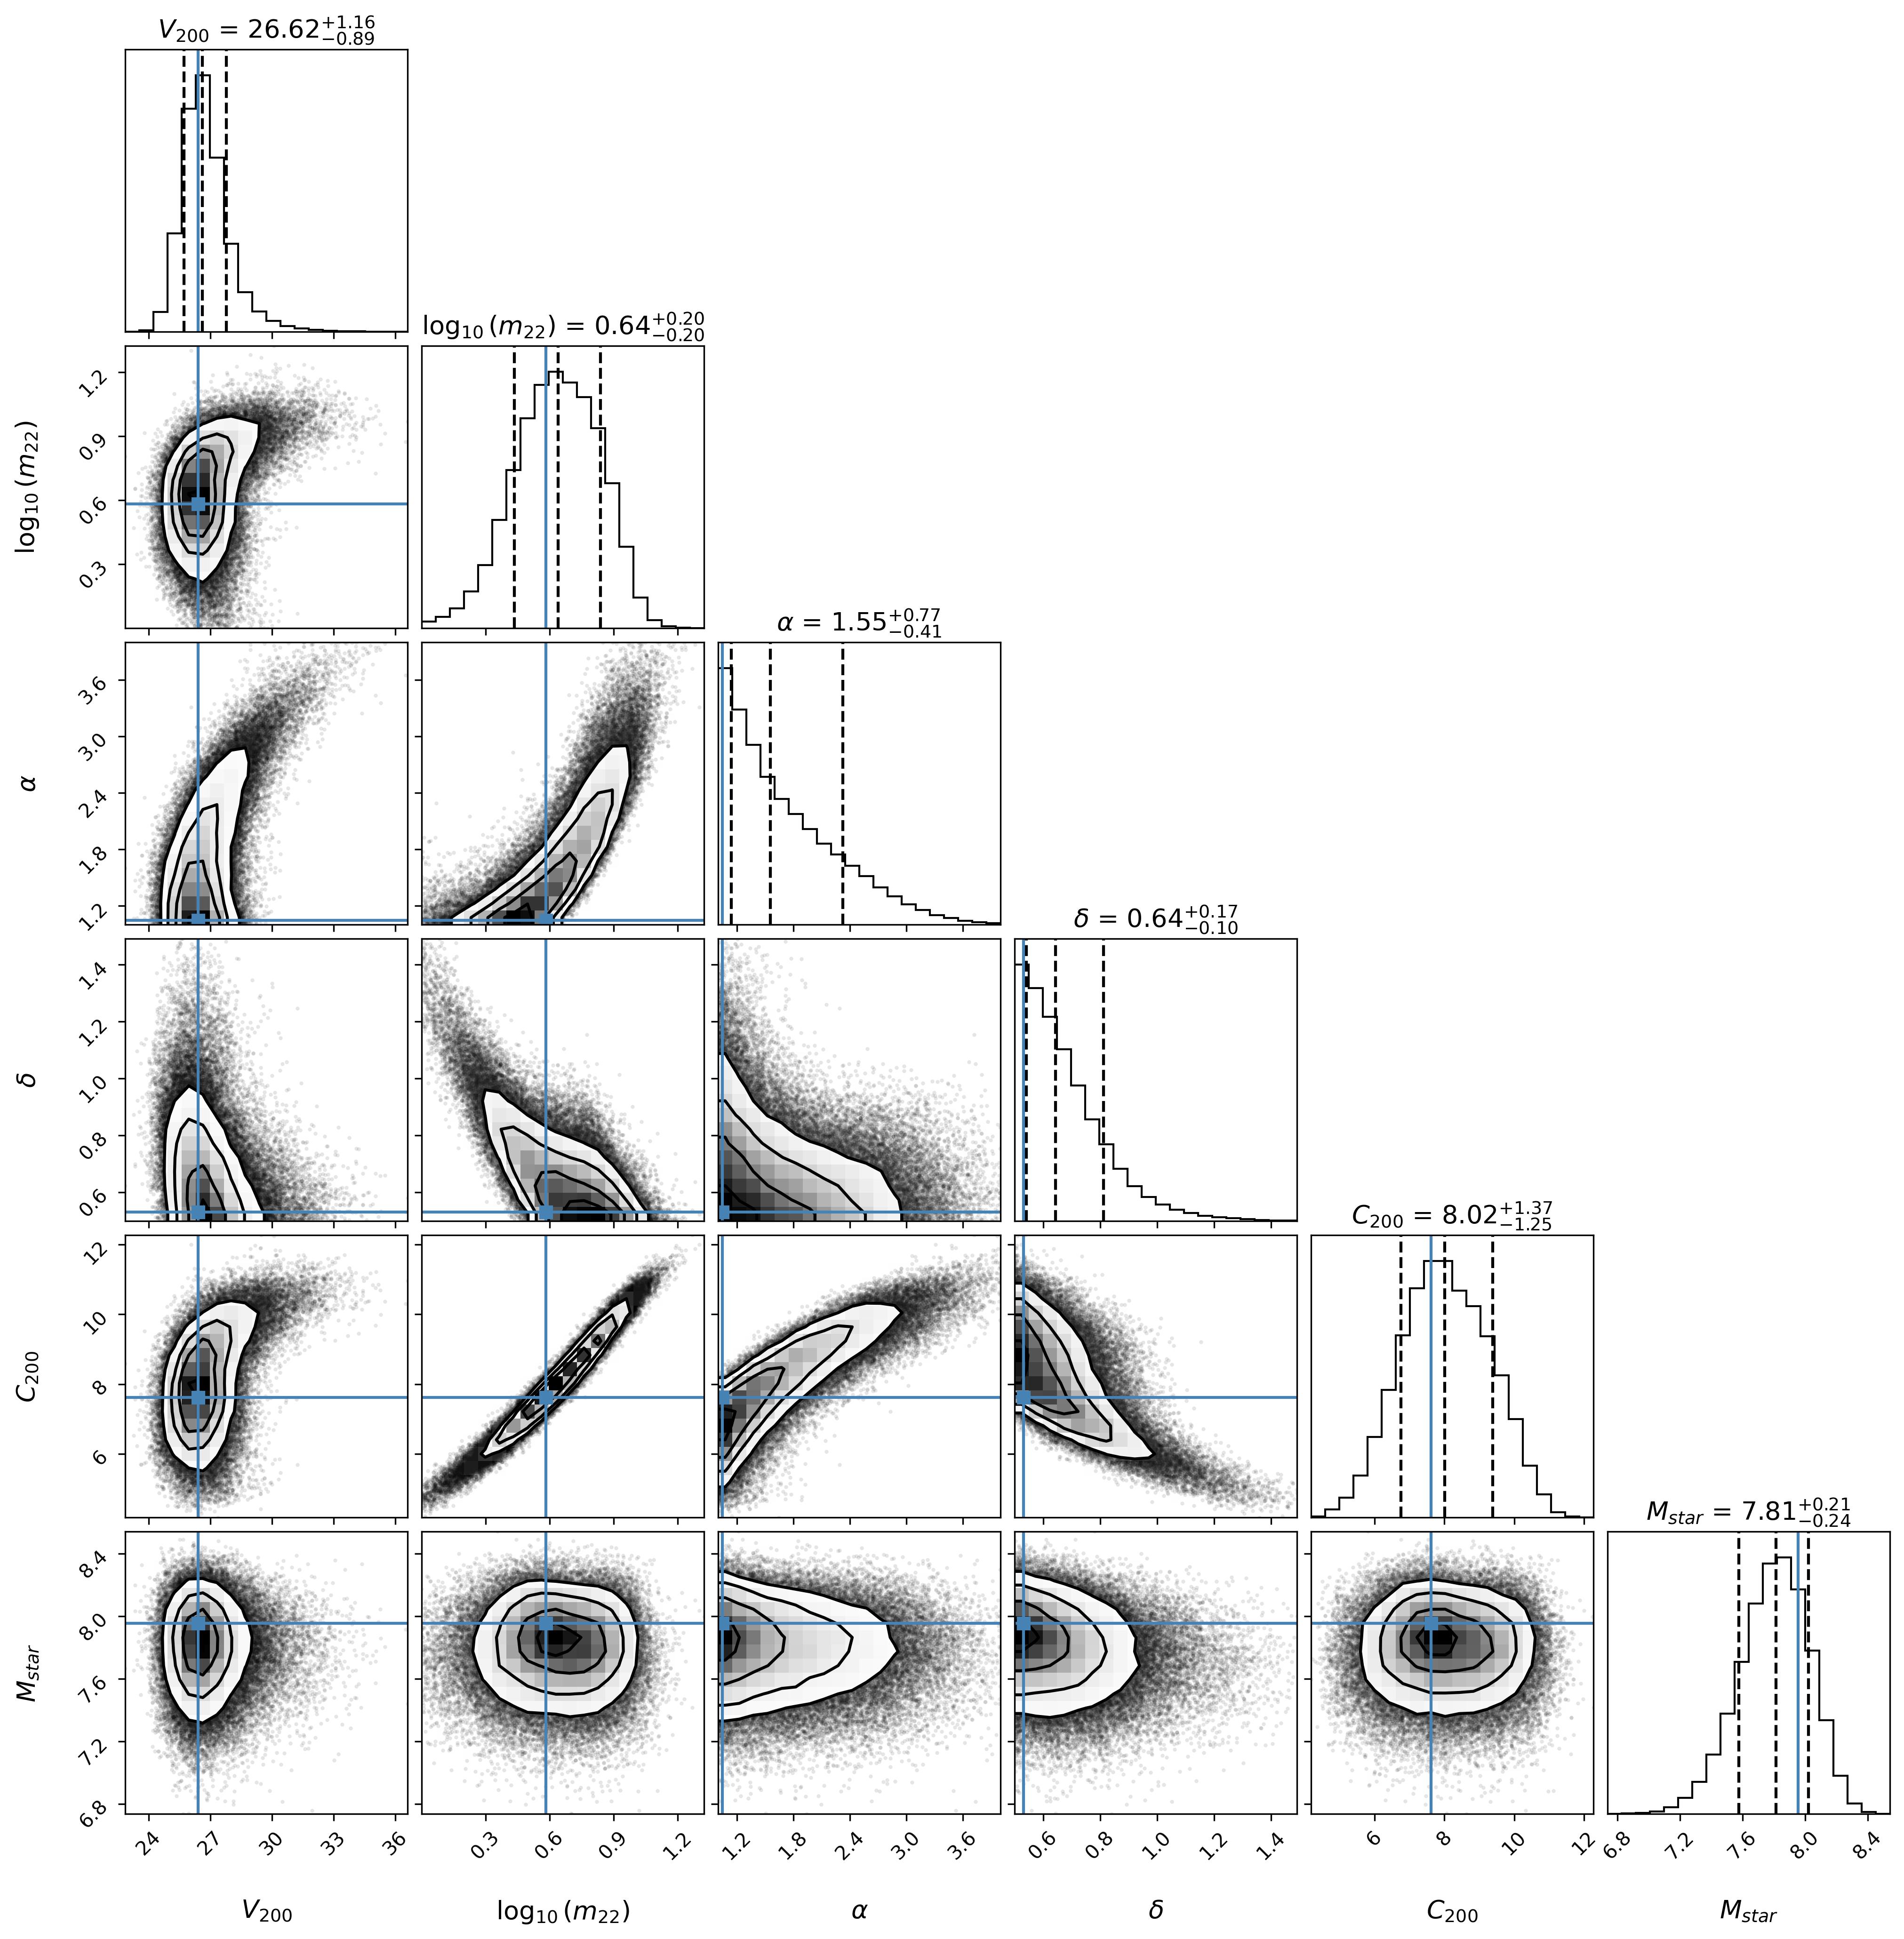 V_200 = 26.62^{+1.16}_{−0.89}
log_10(m_22) = 0.64^{+0.20}_{−0.20}
1.2
0.9
0.6
0.3
log_10(m_22)
α = 1.55^{+0.77}_{−0.41}
3.6
3.0
2.4
1.8
1.2
α
δ = 0.64^{+0.17}_{−0.10}
1.4
1.2
1.0
0.8
0.6
δ
C_200 = 8.02^{+1.37}_{−1.25}
12
10
8
6
C_200
M_star = 7.81^{+0.21}_{−0.24}
8.4
8.0
7.6
7.2
6.8
M_star
24 27 30 33 36 0.3 0.6 0.9 1.2 1.2 1.8 2.4 3.0 3.6 0.6 0.8 1.0 1.2 1.4 6 8 10 12 6.8 7.2 7.6 8.0 8.4
V_200 log_10(m_22) α δ C_200 M_star